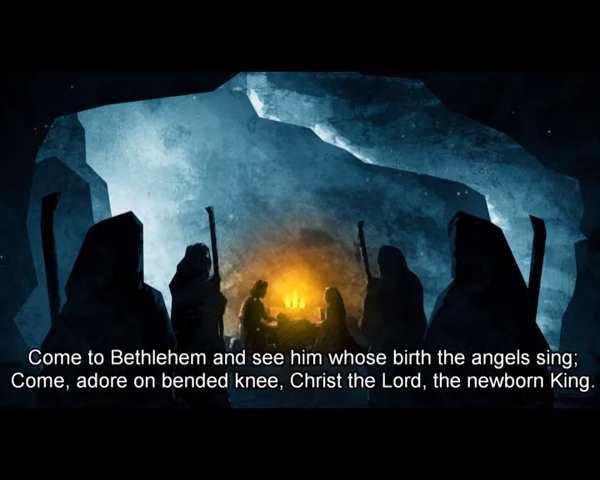 Come to Bethlehem and see him whose birth the angels sing;
Come, adore on bended knee, Christ the Lord, the newborn King.